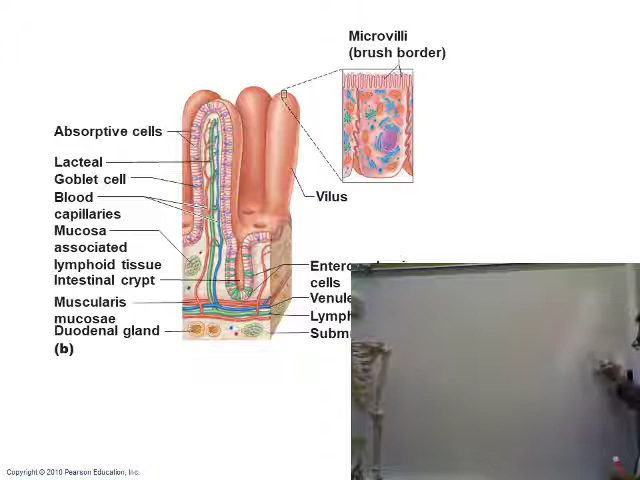 Microvilli
(brush border)
Absorptive cells
Lacteal
Goblet cell
Blood
capillaries
Vilus
Mucosa
associated
lymphoid tissue
Intestinal crypt
cells
Muscularis
mucosae
Duodenal gland
(b)
Copyright © 2010 Pearson Education, Inc.